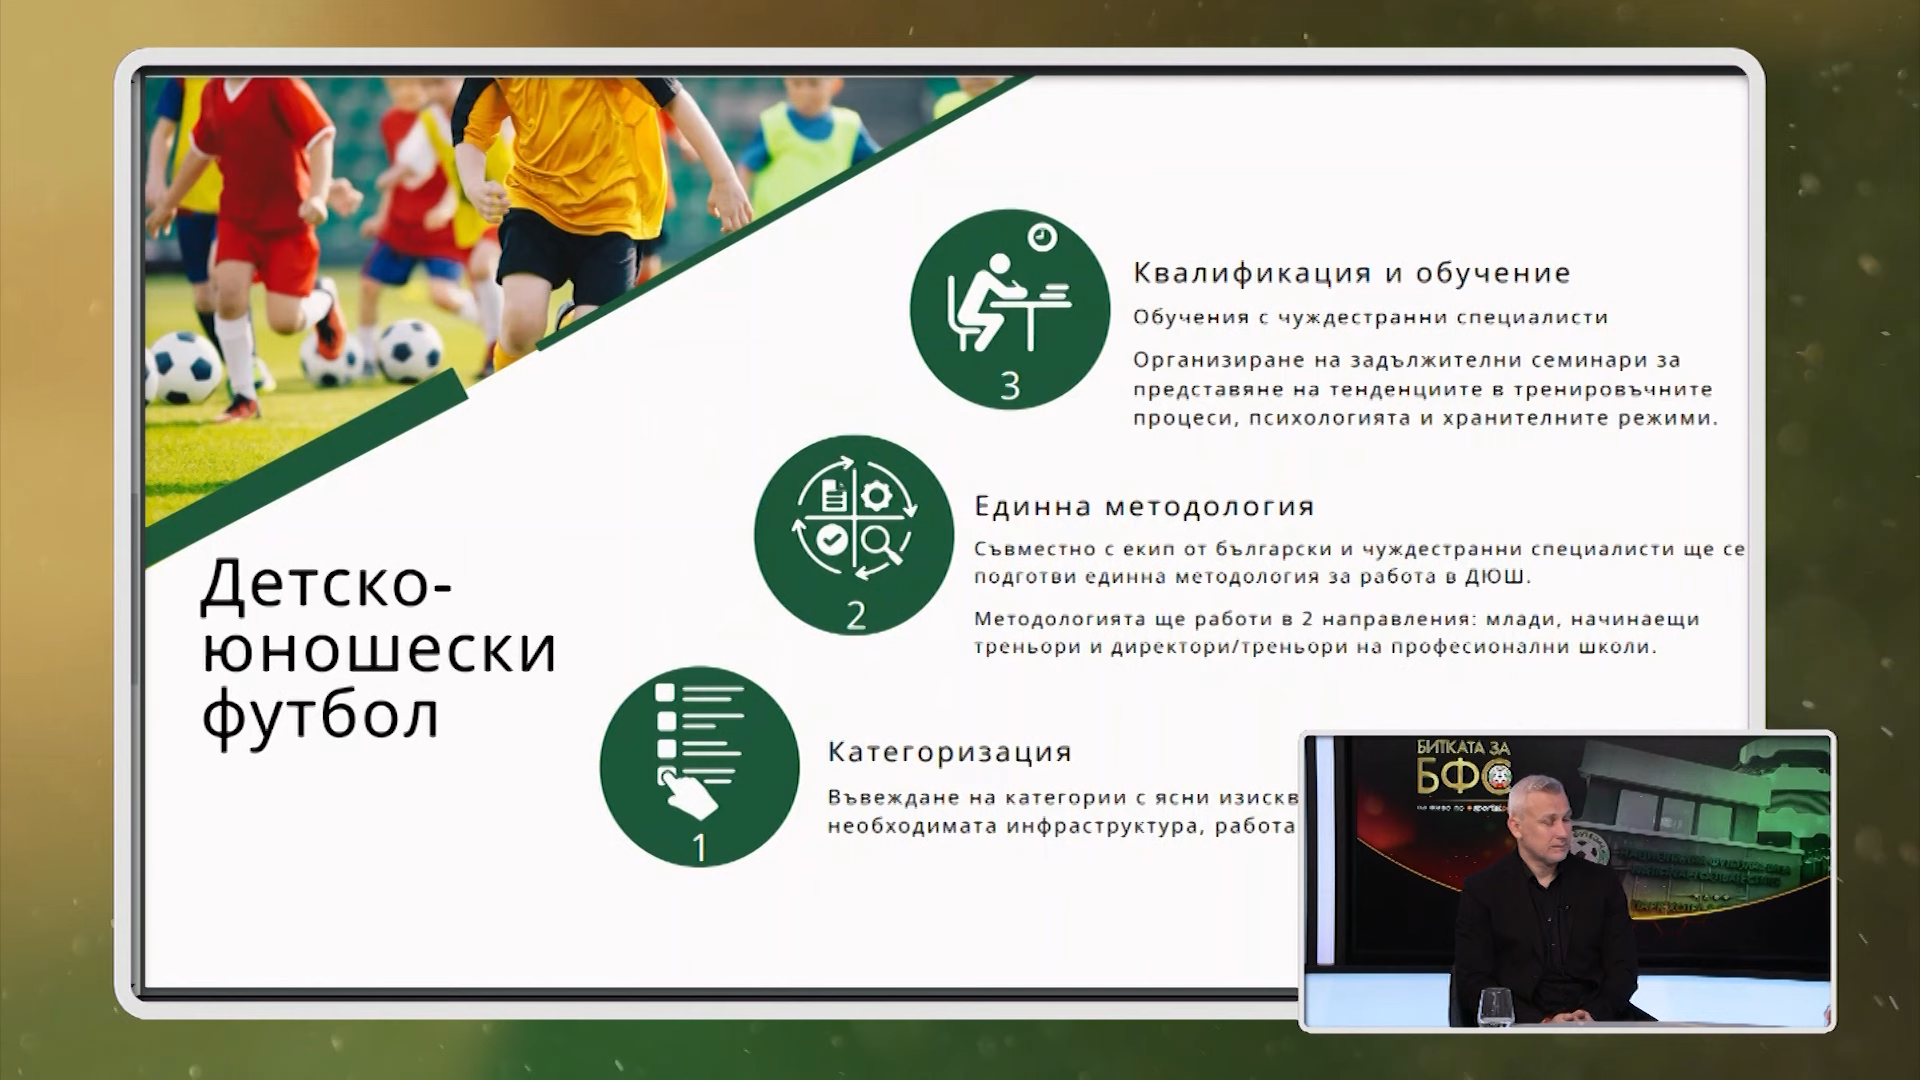 Детско-
юношески
футбол
3
Квалификация и обучение
Обучения с чуждестранни специалисти
Организиране на задължителни семинари за
представяне на тенденциите в тренировъчните
процеси, психологията и хранителните режими.
2
Единна методология
Съвместно с екип от български и чуждестранни специалисти ще се
подготви единна методология за работа в ДЮШ.
Методологията ще работи в 2 направления: млади, начинаещи
треньори и директори/треньори на професионални школи.
1
Категоризация
Въвеждане на категории с ясни
необходимата инфраструктура, работа
БИТКАТА ЗА
БФС